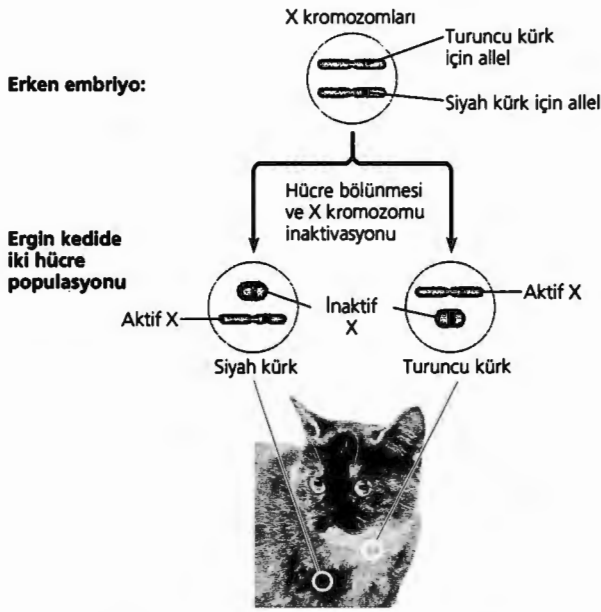 X kromozomları
Turuncu kürk
için allel
Erken embriyo:
Siyah kürk için allel
Hücre bölünmesi
ve X kromozomu
inaktivasyonu
Ergin kedide
iki hücre
populasyonu
Aktif X
İnaktif
X
Aktif X
Siyah kürk
Turuncu kürk